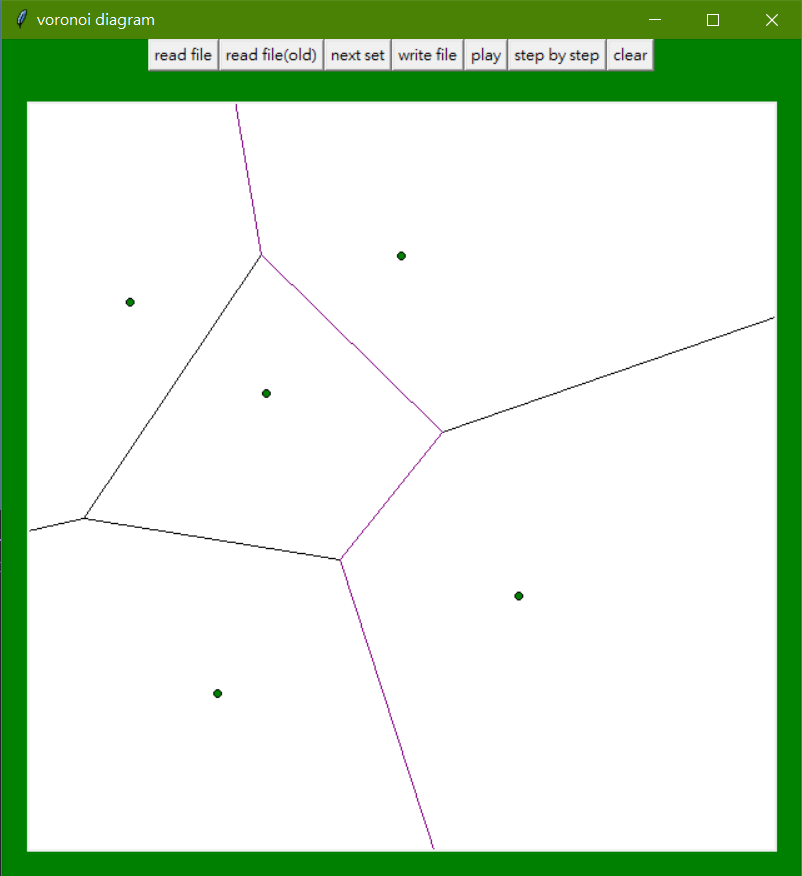 voronoi diagram
read file read file(old) next set write file play step by step clear